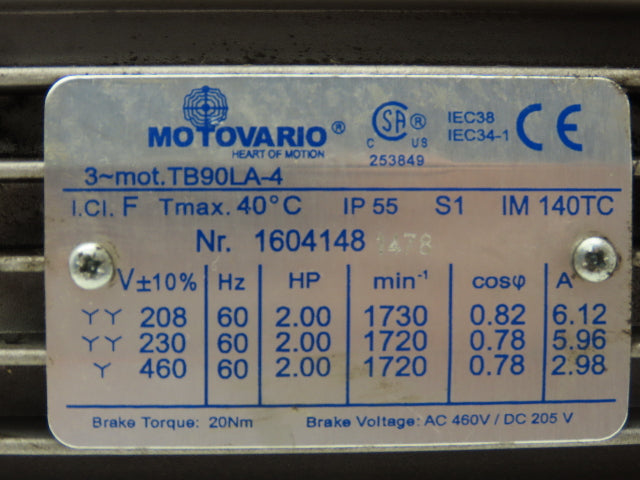 MOTOVARIO®
HEART OF MOTION
CSA®
C US
253849
IEC38
IEC34-1
CE
3~mot.TB90LA-4
I.Cl. F Tmax. 40°C IP 55 S1 IM 140TC
Nr. 1604148 1478
V±10% Hz HP min⁻¹ cosφ A
YY 208 60 2.00 1730 0.82 6.12
YY 230 60 2.00 1720 0.78 5.96
Y 460 60 2.00 1720 0.78 2.98
Brake Torque: 20Nm Brake Voltage: AC 460V / DC 205 V